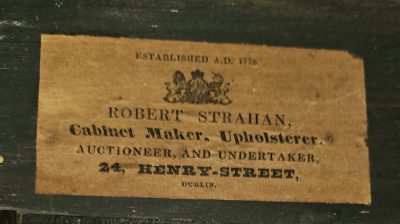 ESTABLISHED A.D. 1776.
ROBERT STRAHAN,
Cabinet Maker, Upholsterer,
AUCTIONEER, AND UNDERTAKER,
24, HENRY-STREET,
DUBLIN.